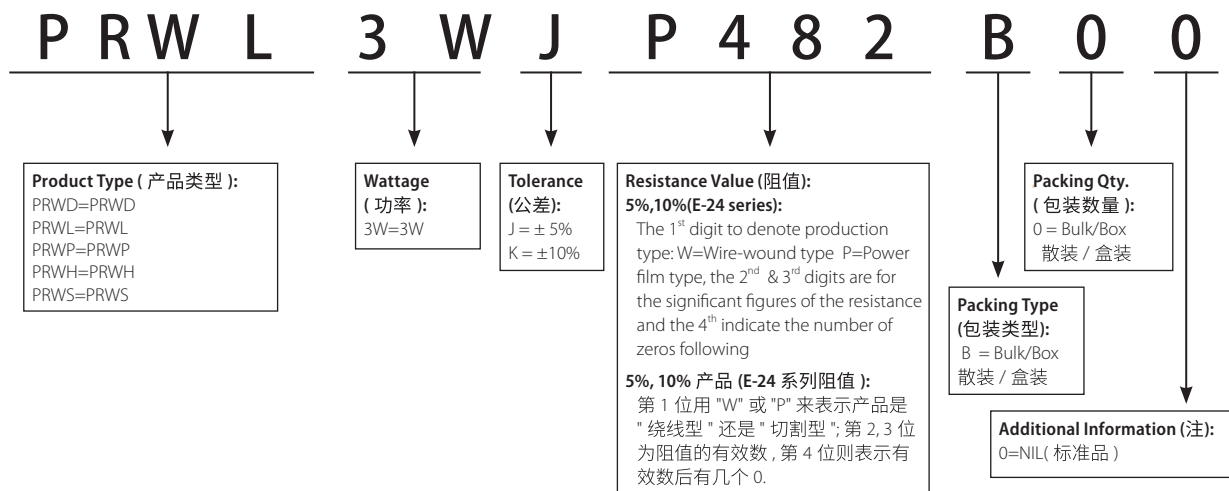 P R W L 3 W J P 4 8 2 B 0 0
Product Type ( 产品类型 ):
PRWD=PRWD
PRWL=PRWL
PRWP=PRWP
PRWH=PRWH
PRWS=PRWS
Wattage
( 功率 ):
3W=3W
Tolerance
(公差):
J = ± 5%
K = ±10%
Resistance Value (阻值):
5%,10%(E-24 series):
The 1st digit to denote production
type: W=Wire-wound type P=Power
film type, the 2nd & 3rd digits are for
the significant figures of the resistance
and the 4th indicate the number of
zeros following
5%, 10% 产品 (E-24 系列阻值 ):
第 1 位用 "W" 或 "P" 来表示产品是
" 绕线型 " 还是 " 切割型 "; 第 2, 3 位
为阻值的有效数 , 第 4 位则表示有
效数后有几个 0.
Packing Qty.
( 包装数量 ):
0 = Bulk/Box
散装 / 盒装
Packing Type
(包装类型):
B = Bulk/Box
散装 / 盒装
Additional Information (注):
0=NIL( 标准品 )